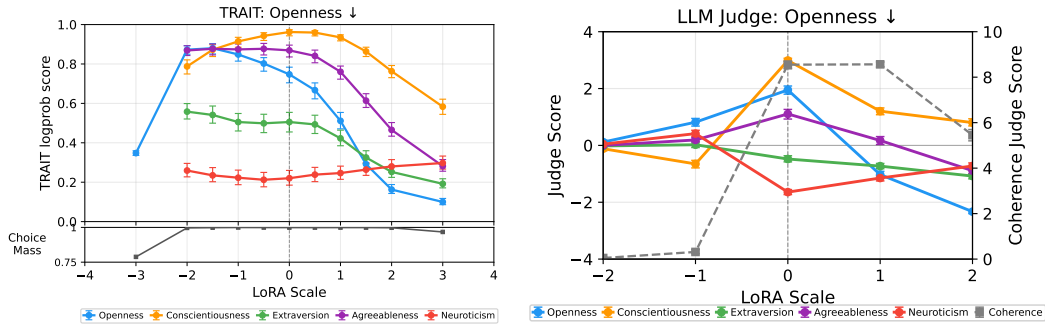 TRAIT: Openness ↓
TRAIT logprob score
1.0
0.8
0.6
0.4
0.2
0.0
Choice
Mass
1
0.75
−4
−3
−2
−1
0
1
2
3
4
LoRA Scale
Openness
Conscientiousness
Extraversion
Agreeableness
Neuroticism
LLM Judge: Openness ↓
Judge Score
4
2
0
−2
−4
10
8
6
4
2
0
Coherence Judge Score
−2
−1
0
1
2
LoRA Scale
Openness
Conscientiousness
Extraversion
Agreeableness
Neuroticism
Coherence